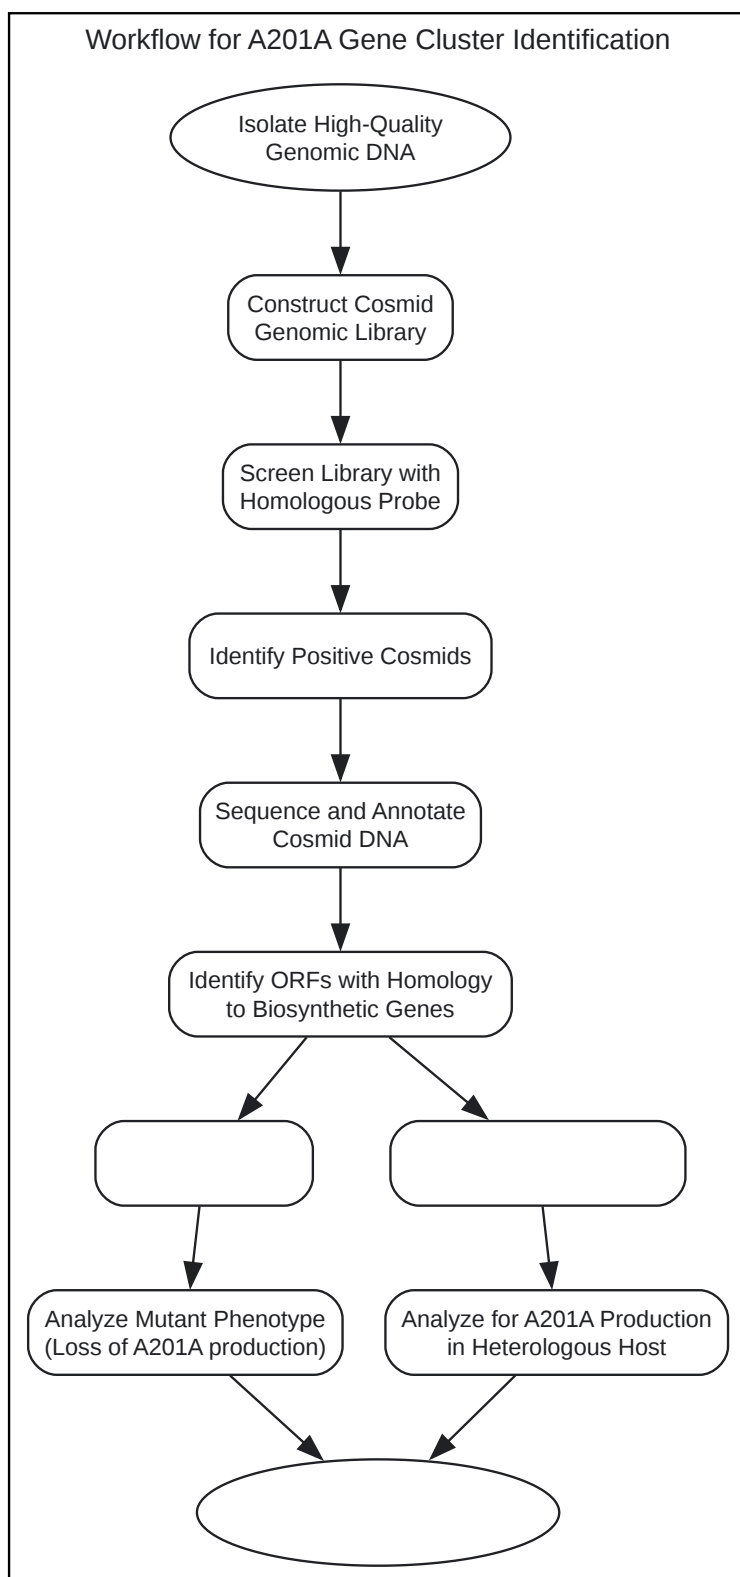 Workflow for A201A Gene Cluster Identification
Isolate High-Quality
Genomic DNA
Construct Cosmid
Genomic Library
Screen Library with
Homologous Probe
Identify Positive Cosmids
Sequence and Annotate
Cosmid DNA
Identify ORFs with Homology
to Biosynthetic Genes
Analyze Mutant Phenotype
(Loss of A201A production)
Analyze for A201A Production
in Heterologous Host